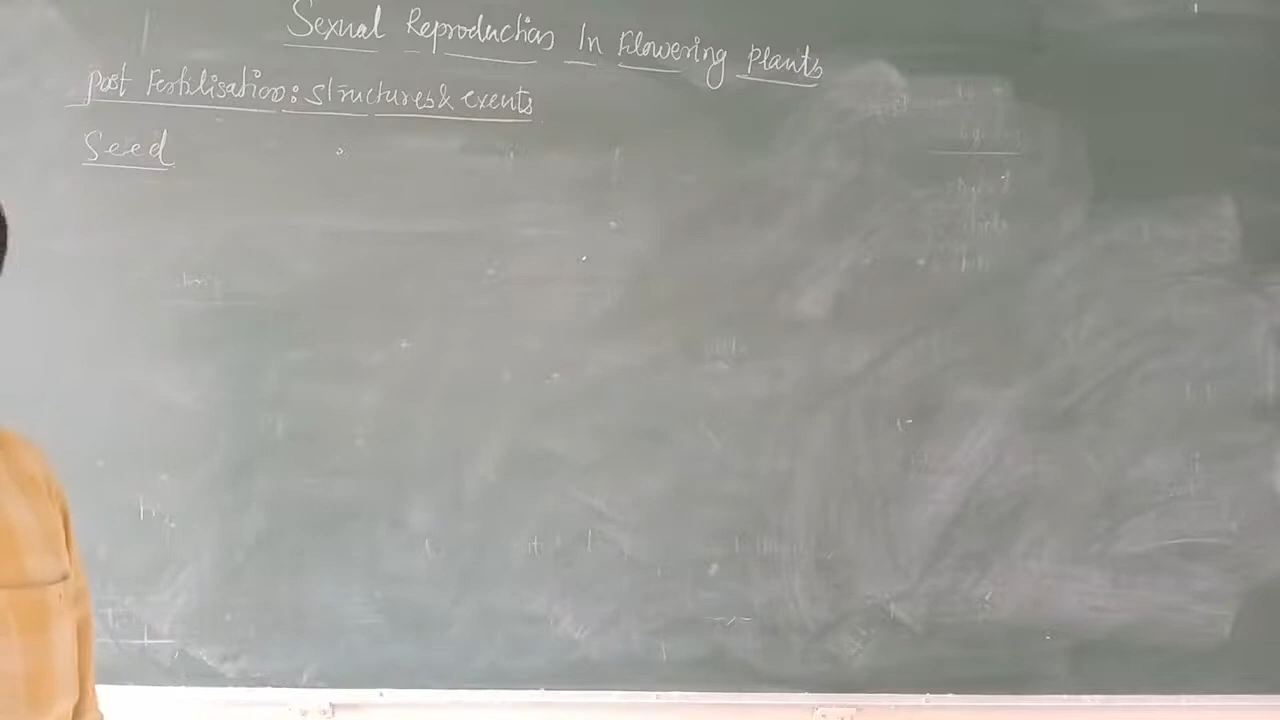 Sexual Reproduction In Flowering Plants
Post Fertilisation: Structures & events
Seed